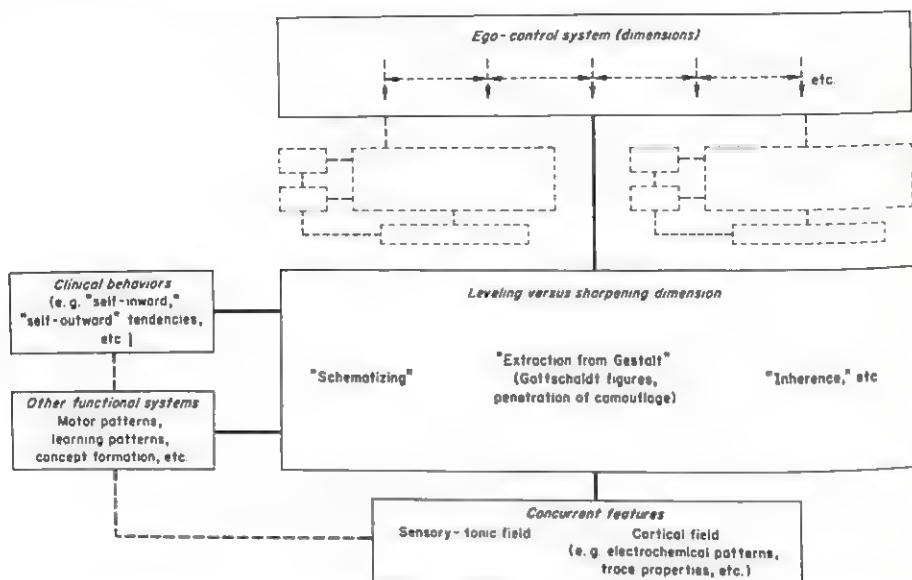 Ego-control system (dimensions)
etc.
Clinical behaviors
(e.g. "self-inward,"
"self-outward" tendencies,
etc.)
Other functional systems
Motor patterns,
learning patterns,
concept formation, etc.
Leveling versus sharpening dimension
"Schematizing"
"Extraction from Gestalt"
(Gottschaldt figures,
penetration of camouflage)
"Inherence," etc
Concurrent features
Sensory-tonic field
Cortical field
(e.g. electrochemical patterns,
trace properties, etc.)